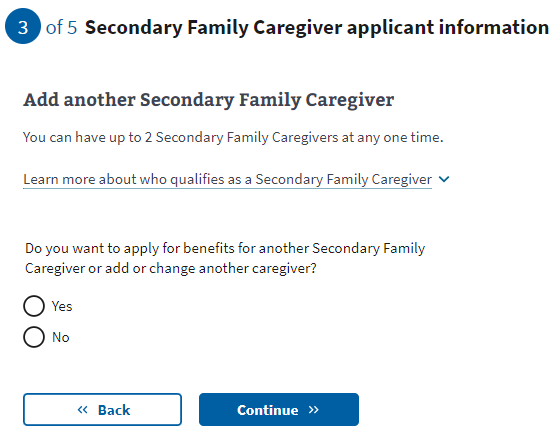 3 of 5 Secondary Family Caregiver applicant information
Add another Secondary Family Caregiver
You can have up to 2 Secondary Family Caregivers at any one time.
Learn more about who qualifies as a Secondary Family Caregiver
Do you want to apply for benefits for another Secondary Family
Caregiver or add or change another caregiver?
Yes
No
« Back
Continue »